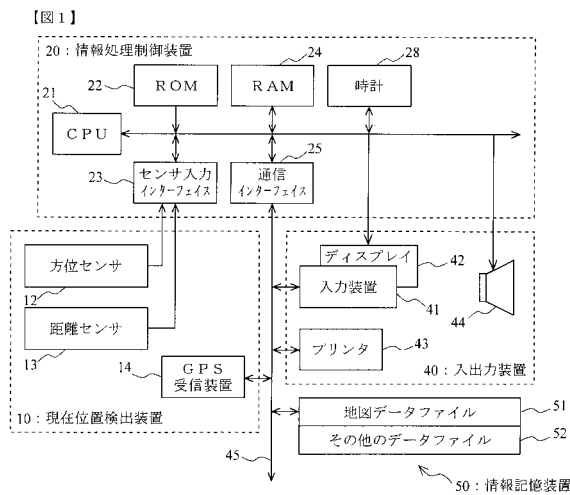 【図１】
20：情報処理制御装置
22
ＲＯＭ
24
ＲＡＭ
28
時計
21
ＣＰＵ
23
センサ入力
インターフェイス
25
通信
インターフェイス
方位センサ
12
距離センサ
13
14
ＧＰＳ
受信装置
10：現在位置検出装置
ディスプレイ
42
入力装置
41
44
プリンタ
43
40：入出力装置
地図データファイル
51
その他のデータファイル
52
45
50：情報記憶装置